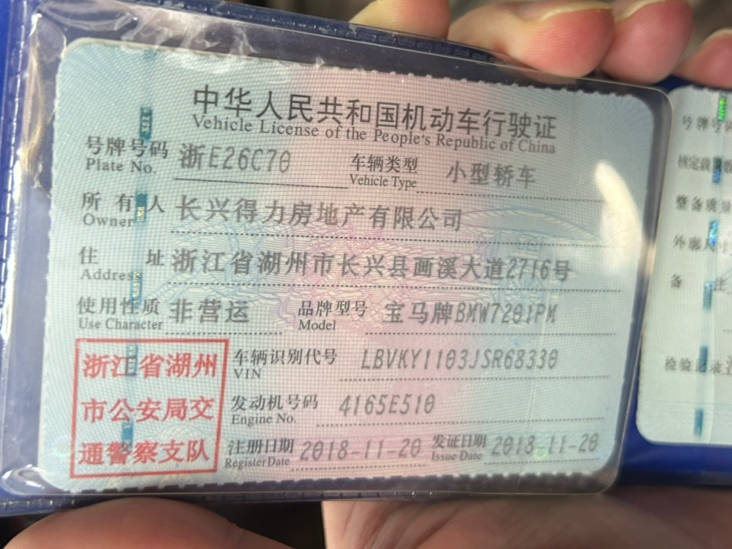 中华人民共和国机动车行驶证
Vehicle License of the People's Republic of China
号牌号码 浙E26C70 车辆类型 小型轿车
Plate No. Vehicle Type
所有人 长兴得力房地产有限公司
Owner
住址 浙江省湖州市长兴县画溪大道2716号
Address
使用性质 非营运 品牌型号 宝马牌BMW7201PM
Use Character Model
浙江省湖州
市公安局交
通警察支队
车辆识别代号 LBVKY1103JSR68330
VIN
发动机号码 4165E510
Engine No.
注册日期 2018-11-20 发证日期 2018-11-20
Register Date Issue Date
号牌号
核定载
整备质量
外廓尺寸
备注
检验记录